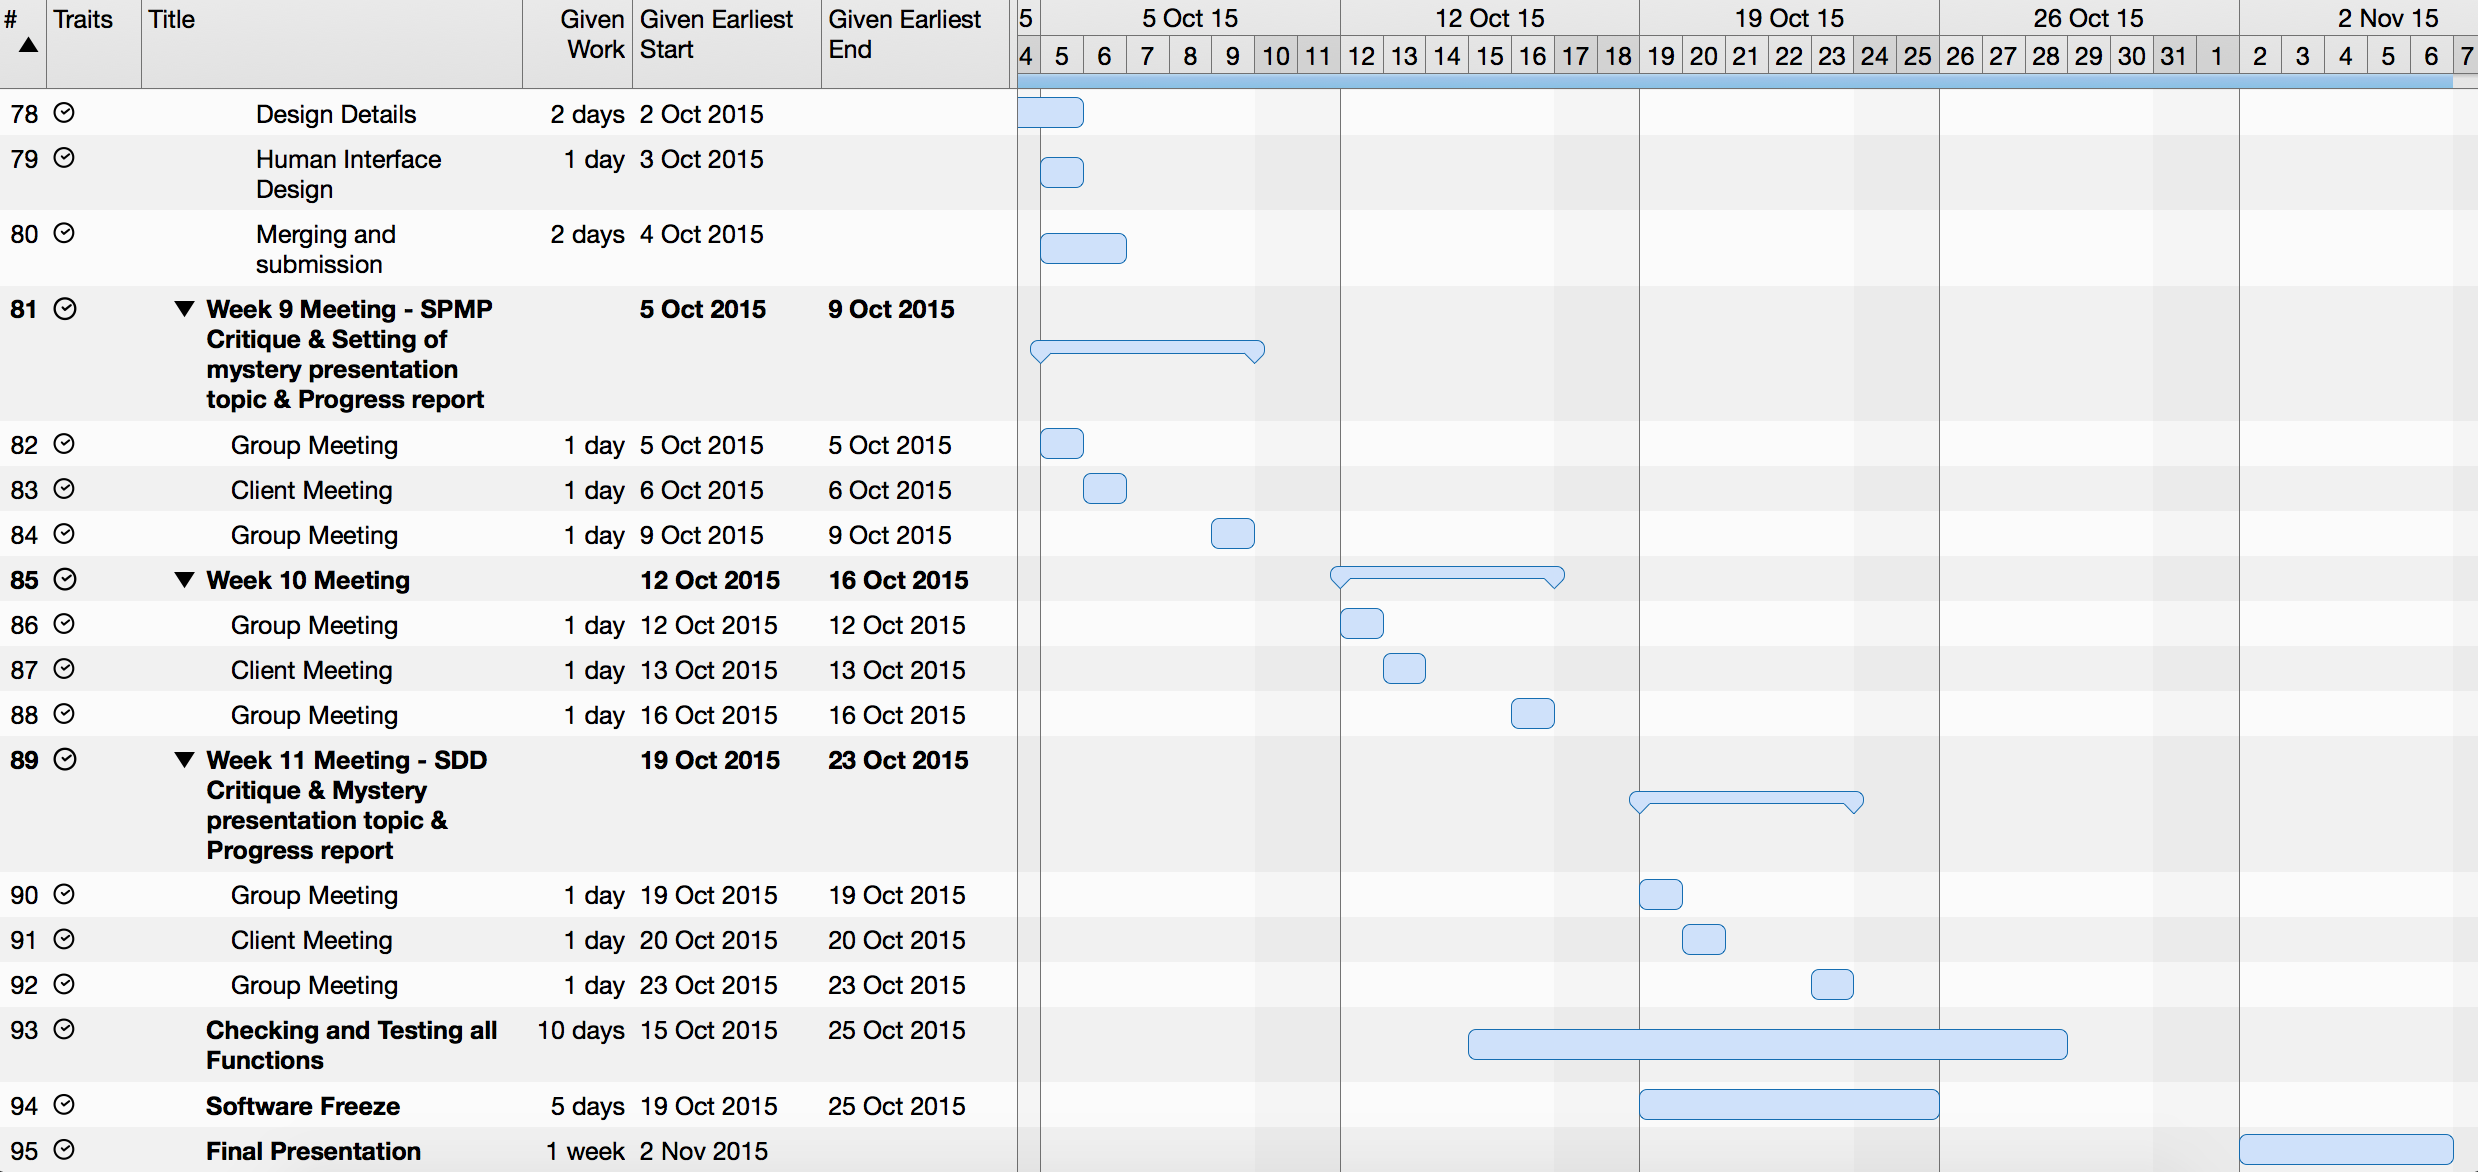 # Traits Title Given Work Given Earliest Start Given Earliest End 5 5 Oct 15 12 Oct 15 19 Oct 15 26 Oct 15 2 Nov 15
4 5 6 7 8 9 10 11 12 13 14 15 16 17 18 19 20 21 22 23 24 25 26 27 28 29 30 31 1 2 3 4 5 6 7
78 Design Details 2 days 2 Oct 2015
79 Human Interface 1 day 3 Oct 2015
Design
80 Merging and 2 days 4 Oct 2015
submission
81 Week 9 Meeting - SPMP 5 Oct 2015 9 Oct 2015
Critique & Setting of
mystery presentation
topic & Progress report
82 Group Meeting 1 day 5 Oct 2015 5 Oct 2015
83 Client Meeting 1 day 6 Oct 2015 6 Oct 2015
84 Group Meeting 1 day 9 Oct 2015 9 Oct 2015
85 Week 10 Meeting 12 Oct 2015 16 Oct 2015
86 Group Meeting 1 day 12 Oct 2015 12 Oct 2015
87 Client Meeting 1 day 13 Oct 2015 13 Oct 2015
88 Group Meeting 1 day 16 Oct 2015 16 Oct 2015
89 Week 11 Meeting - SDD 19 Oct 2015 23 Oct 2015
Critique & Mystery
presentation topic &
Progress report
90 Group Meeting 1 day 19 Oct 2015 19 Oct 2015
91 Client Meeting 1 day 20 Oct 2015 20 Oct 2015
92 Group Meeting 1 day 23 Oct 2015 23 Oct 2015
93 Checking and Testing all 10 days 15 Oct 2015 25 Oct 2015
Functions
94 Software Freeze 5 days 19 Oct 2015 25 Oct 2015
95 Final Presentation 1 week 2 Nov 2015